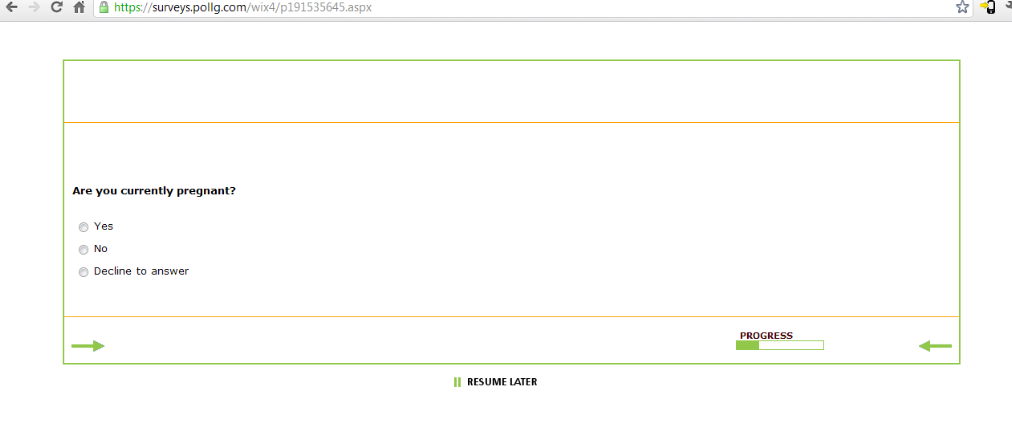 https://surveys.pollg.com/wix4/p191535645.aspx
Are you currently pregnant?
Yes
No
Decline to answer
PROGRESS
RESUME LATER